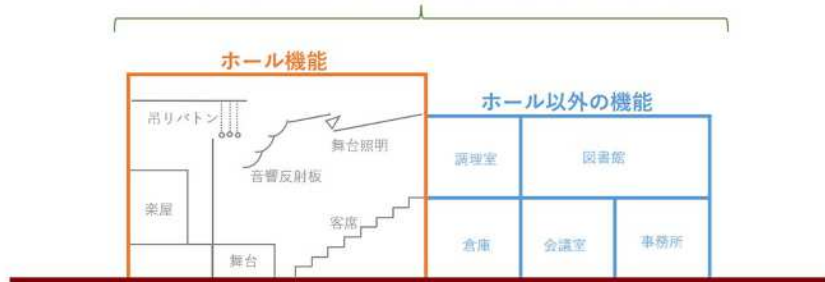 ホール機能
ホール以外の機能
吊りバトン
舞台照明
音響反射板
調理室
図書館
楽屋
客席
舞台
倉庫
会議室
事務所